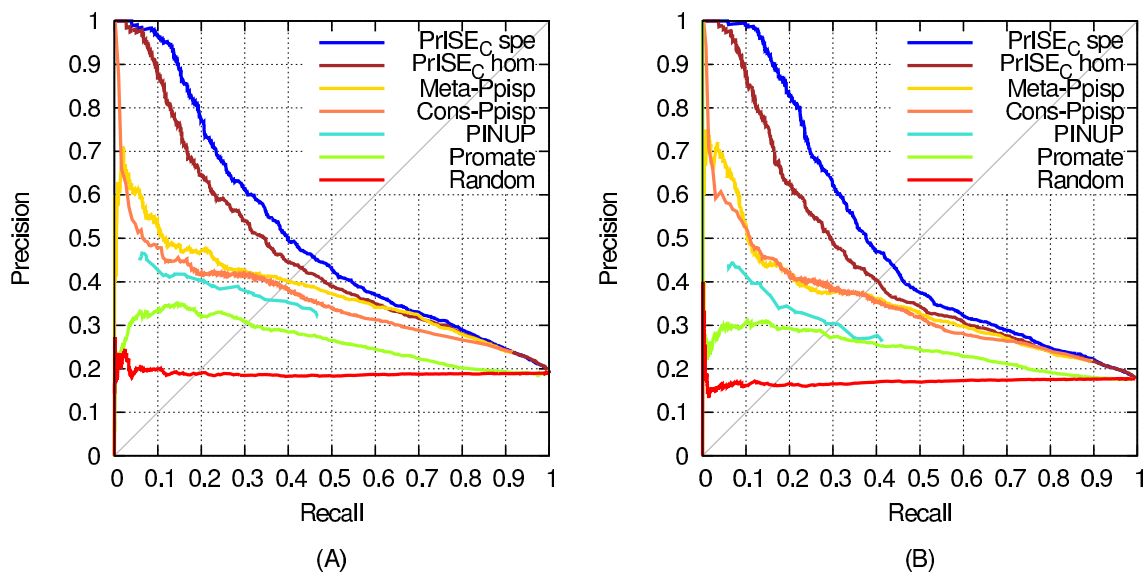 1
0.9
0.8
0.7
0.6
0.5
0.4
0.3
0.2
0.1
0
0 0.1 0.2 0.3 0.4 0.5 0.6 0.7 0.8 0.9 1
Precision
Recall
PrISE_C spe
PrISE_C hom
Meta-Ppisp
Cons-Ppisp
PINUP
Promate
Random
(A)
1
0.9
0.8
0.7
0.6
0.5
0.4
0.3
0.2
0.1
0
0 0.1 0.2 0.3 0.4 0.5 0.6 0.7 0.8 0.9 1
Precision
Recall
PrISE_C spe
PrISE_C hom
Meta-Ppisp
Cons-Ppisp
PINUP
Promate
Random
(B)